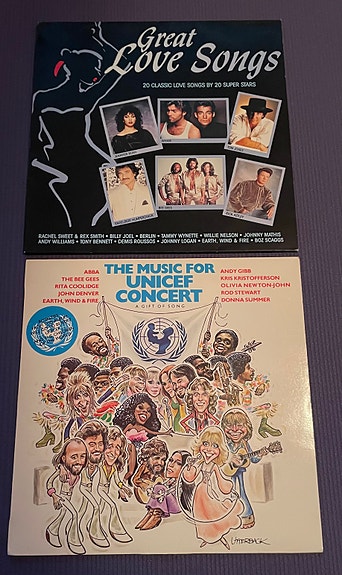 Great
Love Songs
20 CLASSIC LOVE SONGS BY 20 SUPER STARS
BEE GEES
RACHEL SWEET & REX SMITH • BILLY JOEL • BERLIN • TAMMY WYNETTE • WILLIE NELSON • JOHNNY MATHIS
ANDY WILLIAMS • TONY BENNETT • DEMIS ROUSSOS • JOHNNY LOGAN • EARTH, WIND & FIRE • BOZ SCAGGS
THE MUSIC FOR
UNICEF
CONCERT
A GIFT OF SONG
ABBA
THE BEE GEES
RITA COOLIDGE
JOHN DENVER
EARTH, WIND & FIRE
ANDY GIBB
KRIS KRISTOFFERSON
OLIVIA NEWTON-JOHN
ROD STEWART
DONNA SUMMER
UTTERBACK